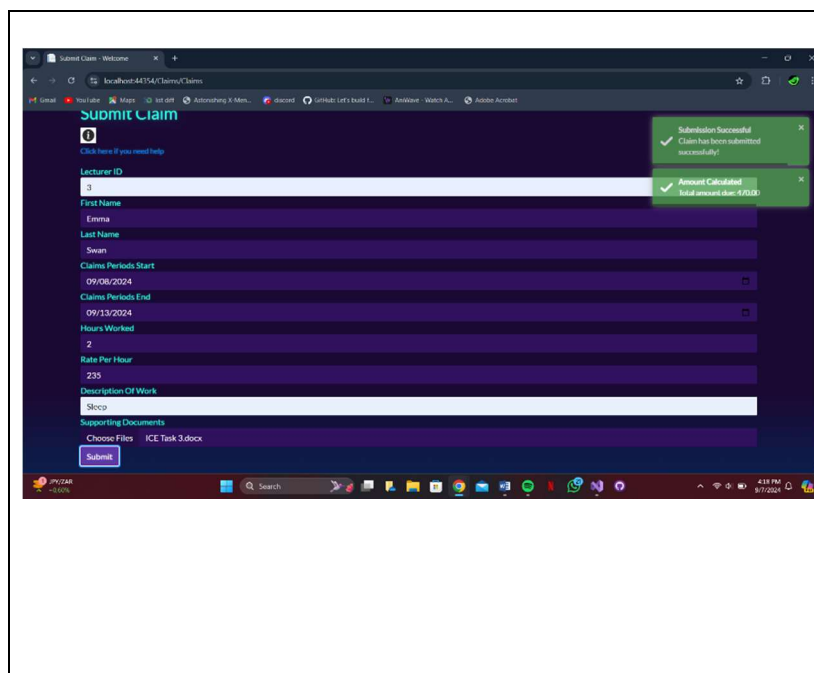 Submit Claim - Welcome
localhost:44354/Claims/Claims
Gmail YouTube Maps list diff Astonishing X-Men... discord GitHub: Let's build f... AniWave - Watch A... Adobe Acrobat
Submit Claim
Click here if you need help
Submission Successful
Claim has been submitted
successfully!
Amount Calculated
Total amount due: 470.00
Lecturer ID
3
First Name
Emma
Last Name
Swan
Claims Periods Start
09/08/2024
Claims Periods End
09/13/2024
Hours Worked
2
Rate Per Hour
235
Description Of Work
Sleep
Supporting Documents
Choose Files ICE Task 3.docx
Submit
JPY/ZAR
+0.60%
Search
4:18 PM
9/7/2024